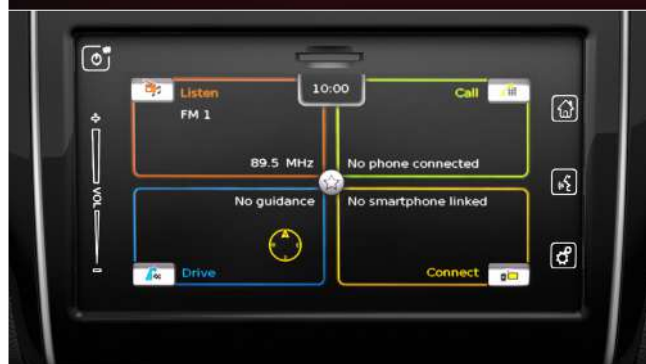 10:00
Listen
FM 1
89.5 MHz
Call
No phone connected
No guidance
Drive
No smartphone linked
Connect
VOL